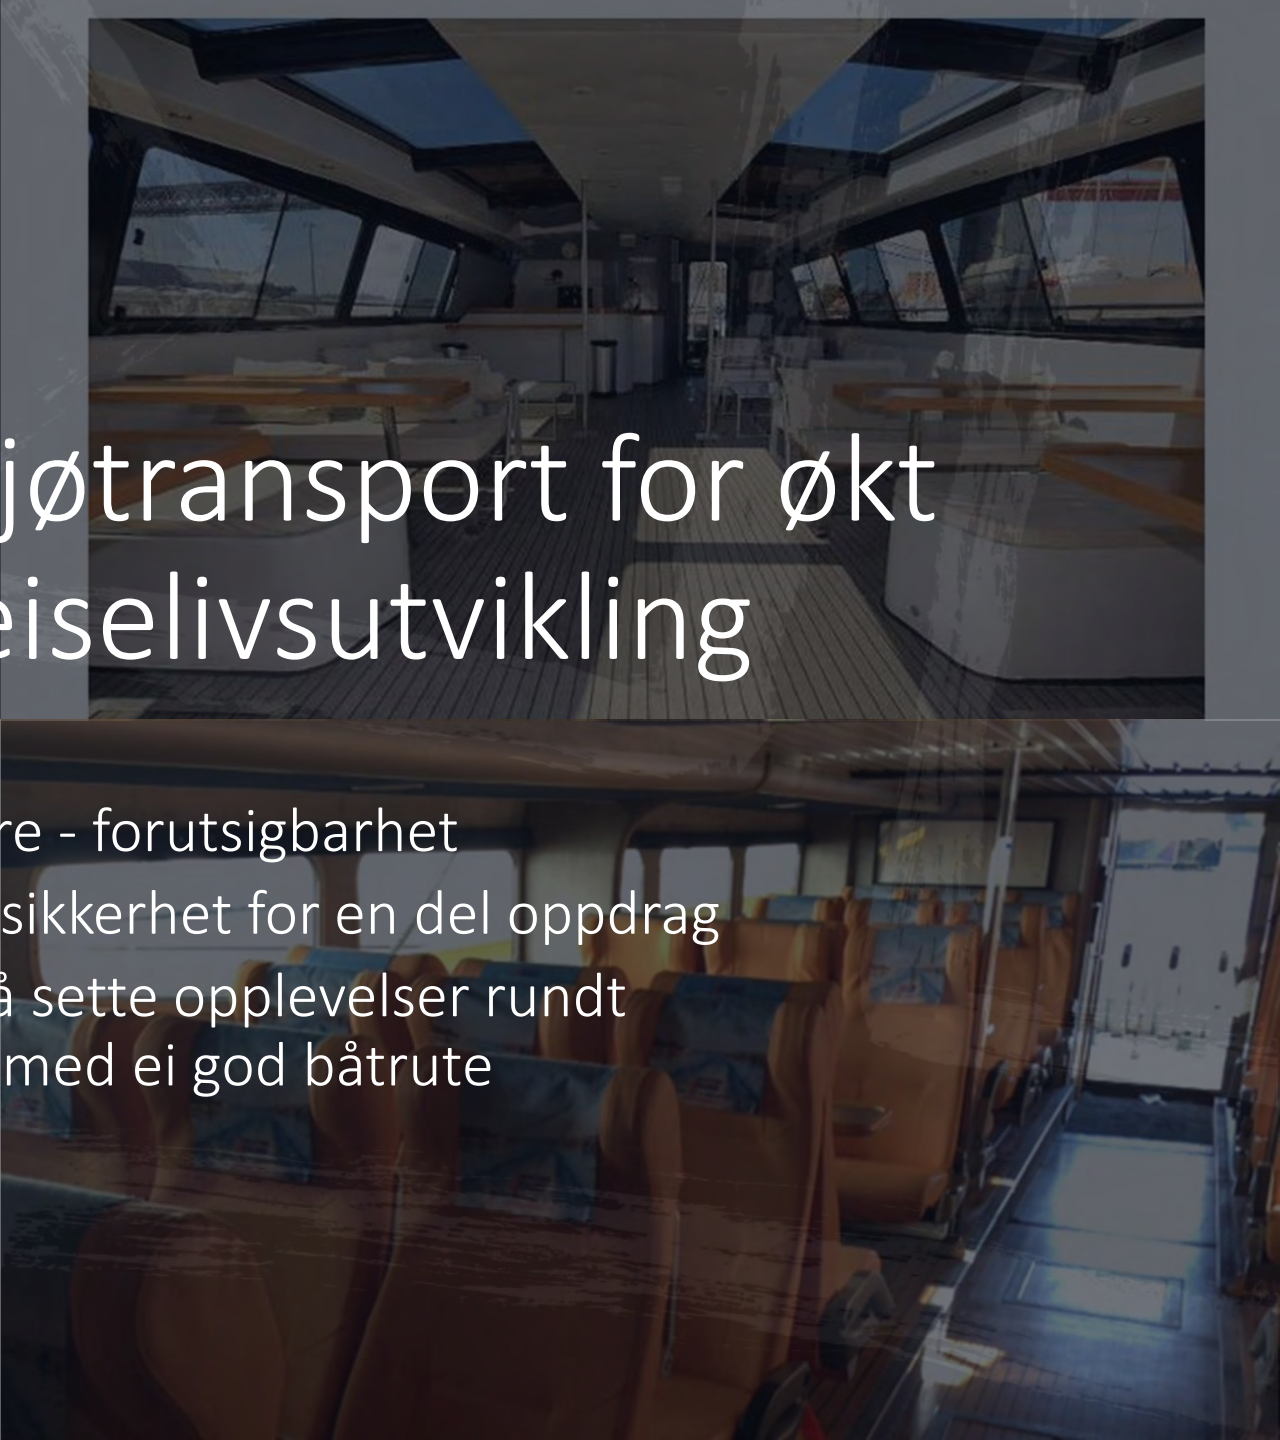 jøtransport for økt
eiselivsutvikling
re - forutsigbarhet
sikkerhet for en del oppdrag
å sette opplevelser rundt
med ei god båtrute